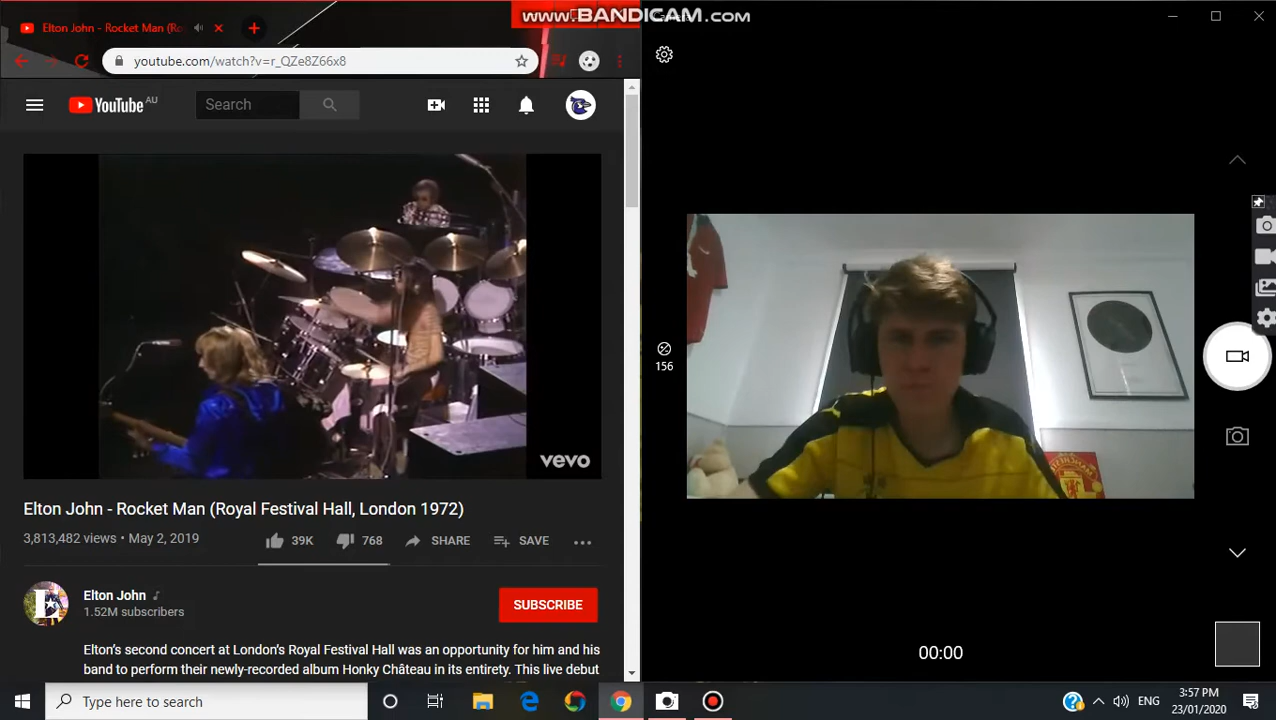 www.BANDICAM.com
Elton John - Rocket Man (Ro
youtube.com/watch?v=r_QZe8Z66x8
YouTube AU
Search
vevo
Elton John - Rocket Man (Royal Festival Hall, London 1972)
3,813,482 views • May 2, 2019
39K 768 SHARE SAVE
Elton John
1.52M subscribers
SUBSCRIBE
Elton's second concert at London's Royal Festival Hall was an opportunity for him and his
band to perform their newly-recorded album Honky Château in its entirety. This live debut
156
00:00
Type here to search
ENG
3:57 PM
23/01/2020